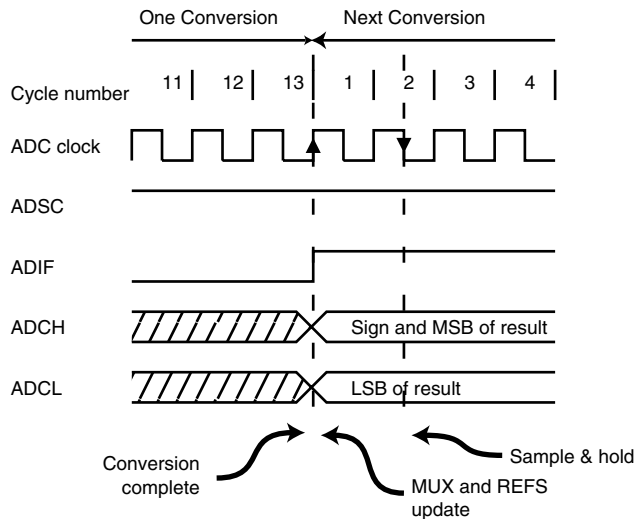 One Conversion
Next Conversion
Cycle number
11
12
13
1
2
3
4
ADC clock
ADSC
ADIF
ADCH
Sign and MSB of result
ADCL
LSB of result
Conversion
complete
MUX and REFS
update
Sample & hold